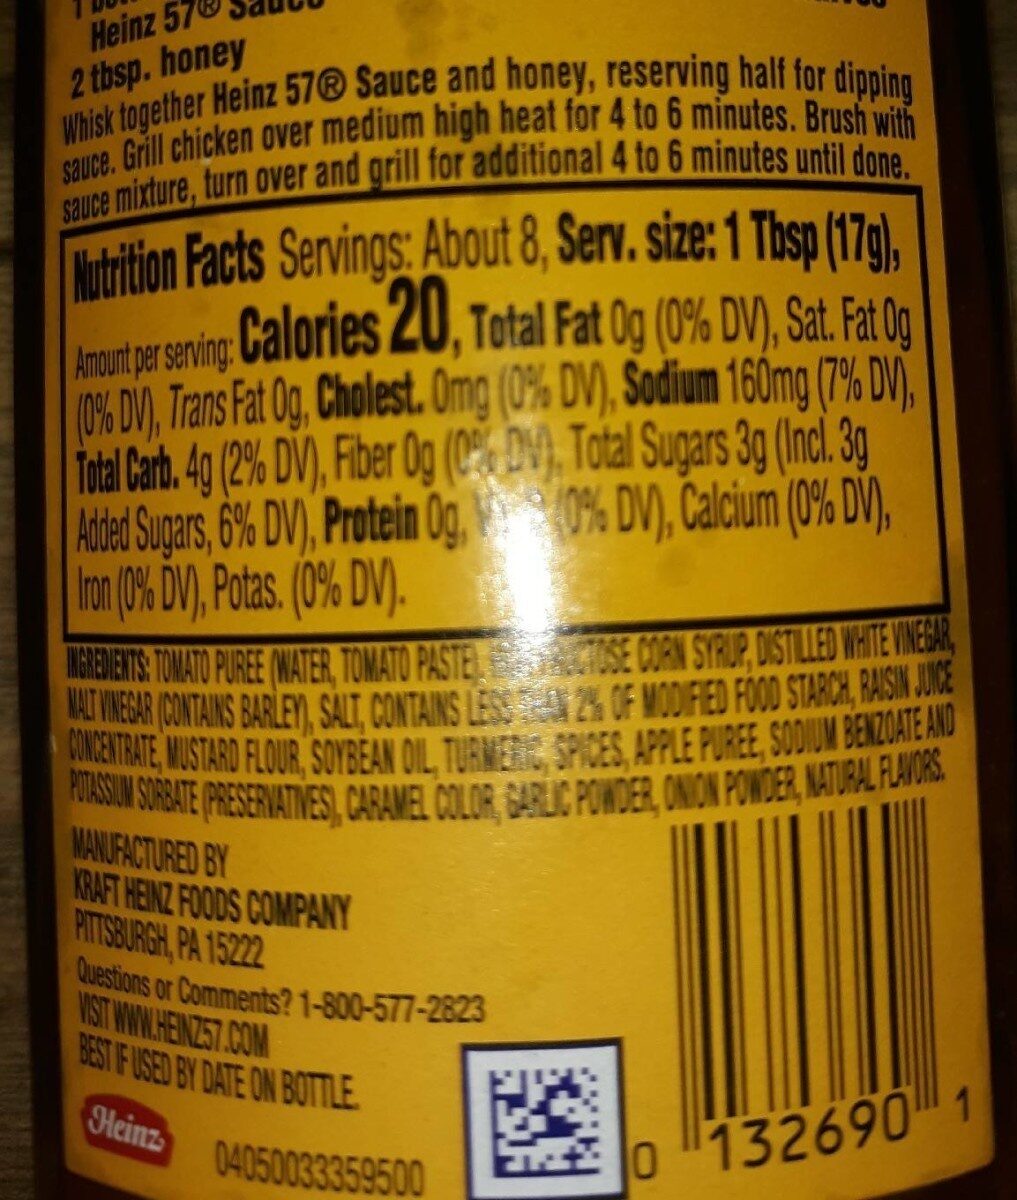 Heinz 57® Sauce
2 tbsp. honey
Whisk together Heinz 57® Sauce and honey, reserving half for dipping
sauce. Grill chicken over medium high heat for 4 to 6 minutes. Brush with
sauce mixture, turn over and grill for additional 4 to 6 minutes until done.
Nutrition Facts Servings: About 8, Serv. size: 1 Tbsp (17g),
Amount per serving: Calories 20, Total Fat 0g (0% DV), Sat. Fat 0g
(0% DV), Trans Fat 0g, Cholest. 0mg (0% DV), Sodium 160mg (7% DV),
Total Carb. 4g (2% DV), Fiber 0g (0% DV), Total Sugars 3g (Incl. 3g
Added Sugars, 6% DV), Protein 0g, (0% DV), Calcium (0% DV),
Iron (0% DV), Potas. (0% DV).
INGREDIENTS: TOMATO PUREE (WATER, TOMATO PASTE), CORN SYRUP, DISTILLED WHITE VINEGAR,
MALT VINEGAR (CONTAINS BARLEY), SALT, CONTAINS LESS THAN 2% OF MODIFIED FOOD STARCH, RAISIN JUICE
CONCENTRATE, MUSTARD FLOUR, SOYBEAN OIL, TURMERIC, SPICES, APPLE PUREE, SODIUM BENZOATE AND
POTASSIUM SORBATE (PRESERVATIVES), CARAMEL COLOR, GARLIC POWDER, ONION POWDER, NATURAL FLAVORS.
MANUFACTURED BY
KRAFT HEINZ FOODS COMPANY
PITTSBURGH, PA 15222
Questions or Comments? 1-800-577-2823
VISIT WWW.HEINZ57.COM
BEST IF USED BY DATE ON BOTTLE.
Heinz
04050033359500
0 132690 1